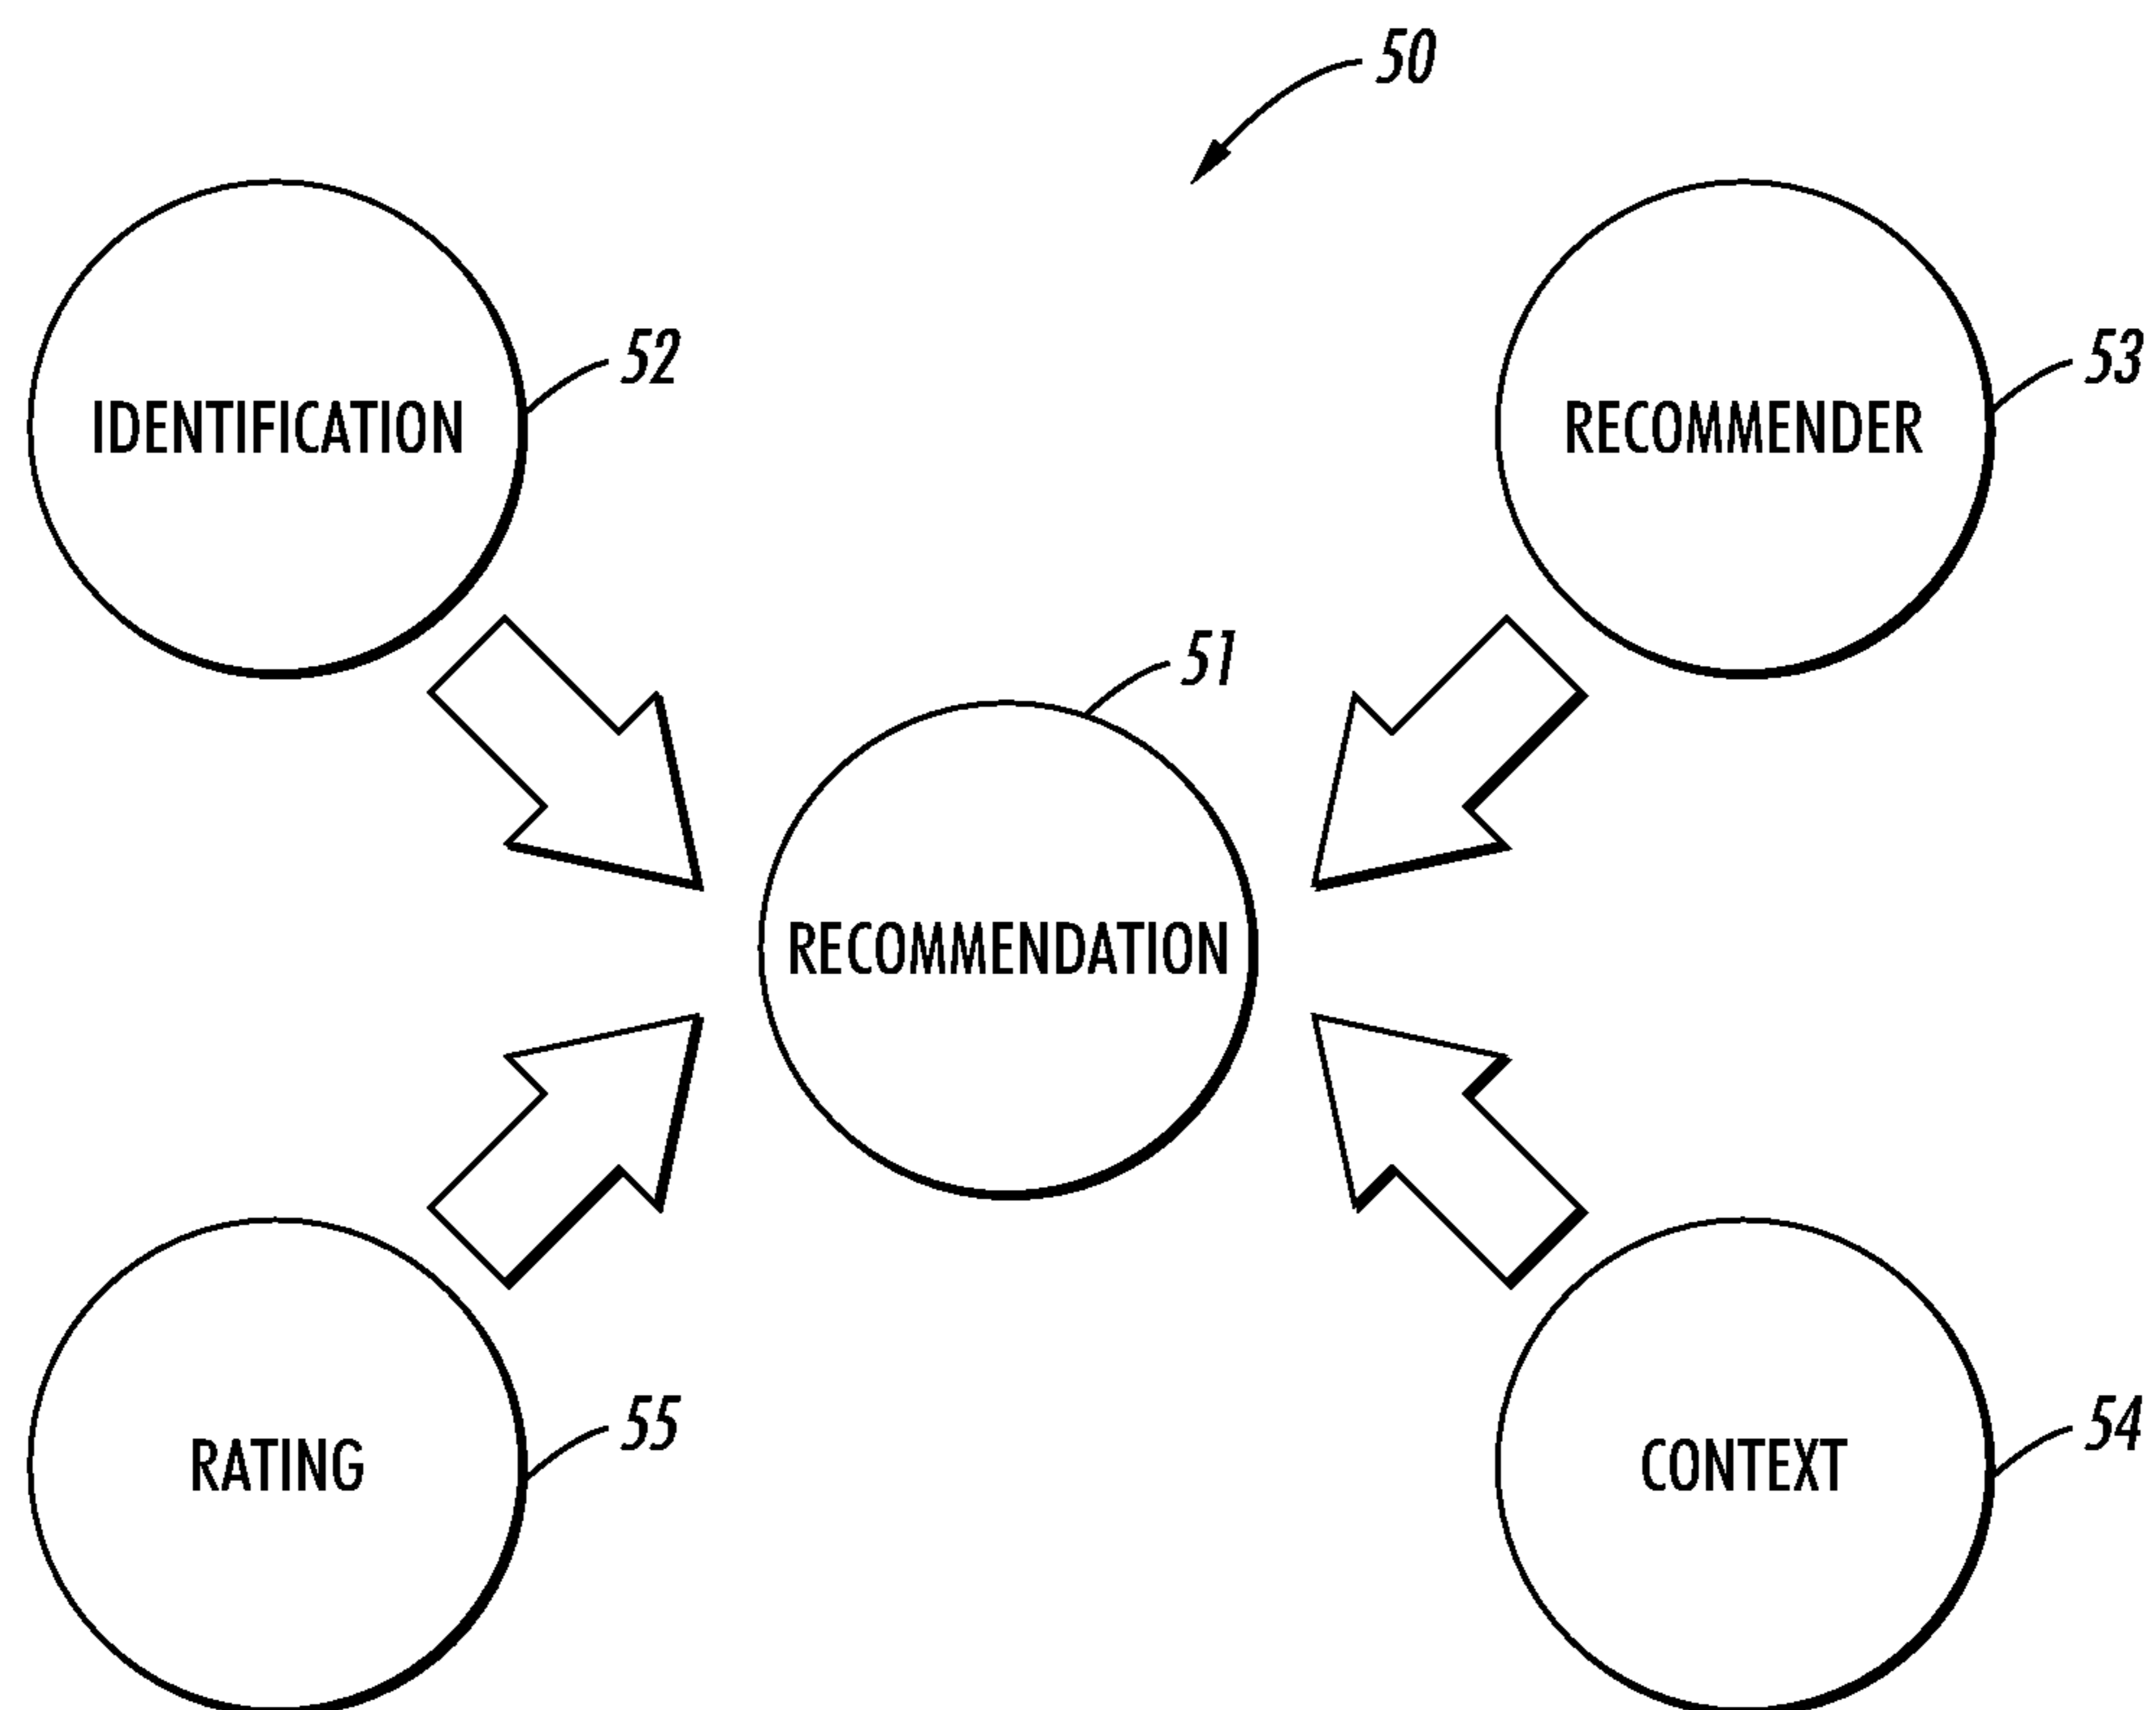 50
52
53
IDENTIFICATION
RECOMMENDER
51
RECOMMENDATION
55
54
RATING
CONTEXT